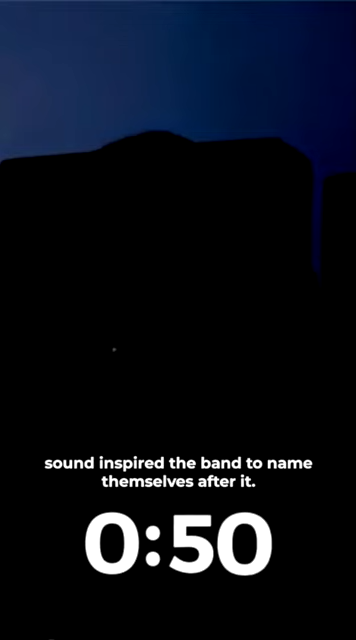 sound inspired the band to name
themselves after it.
0:50